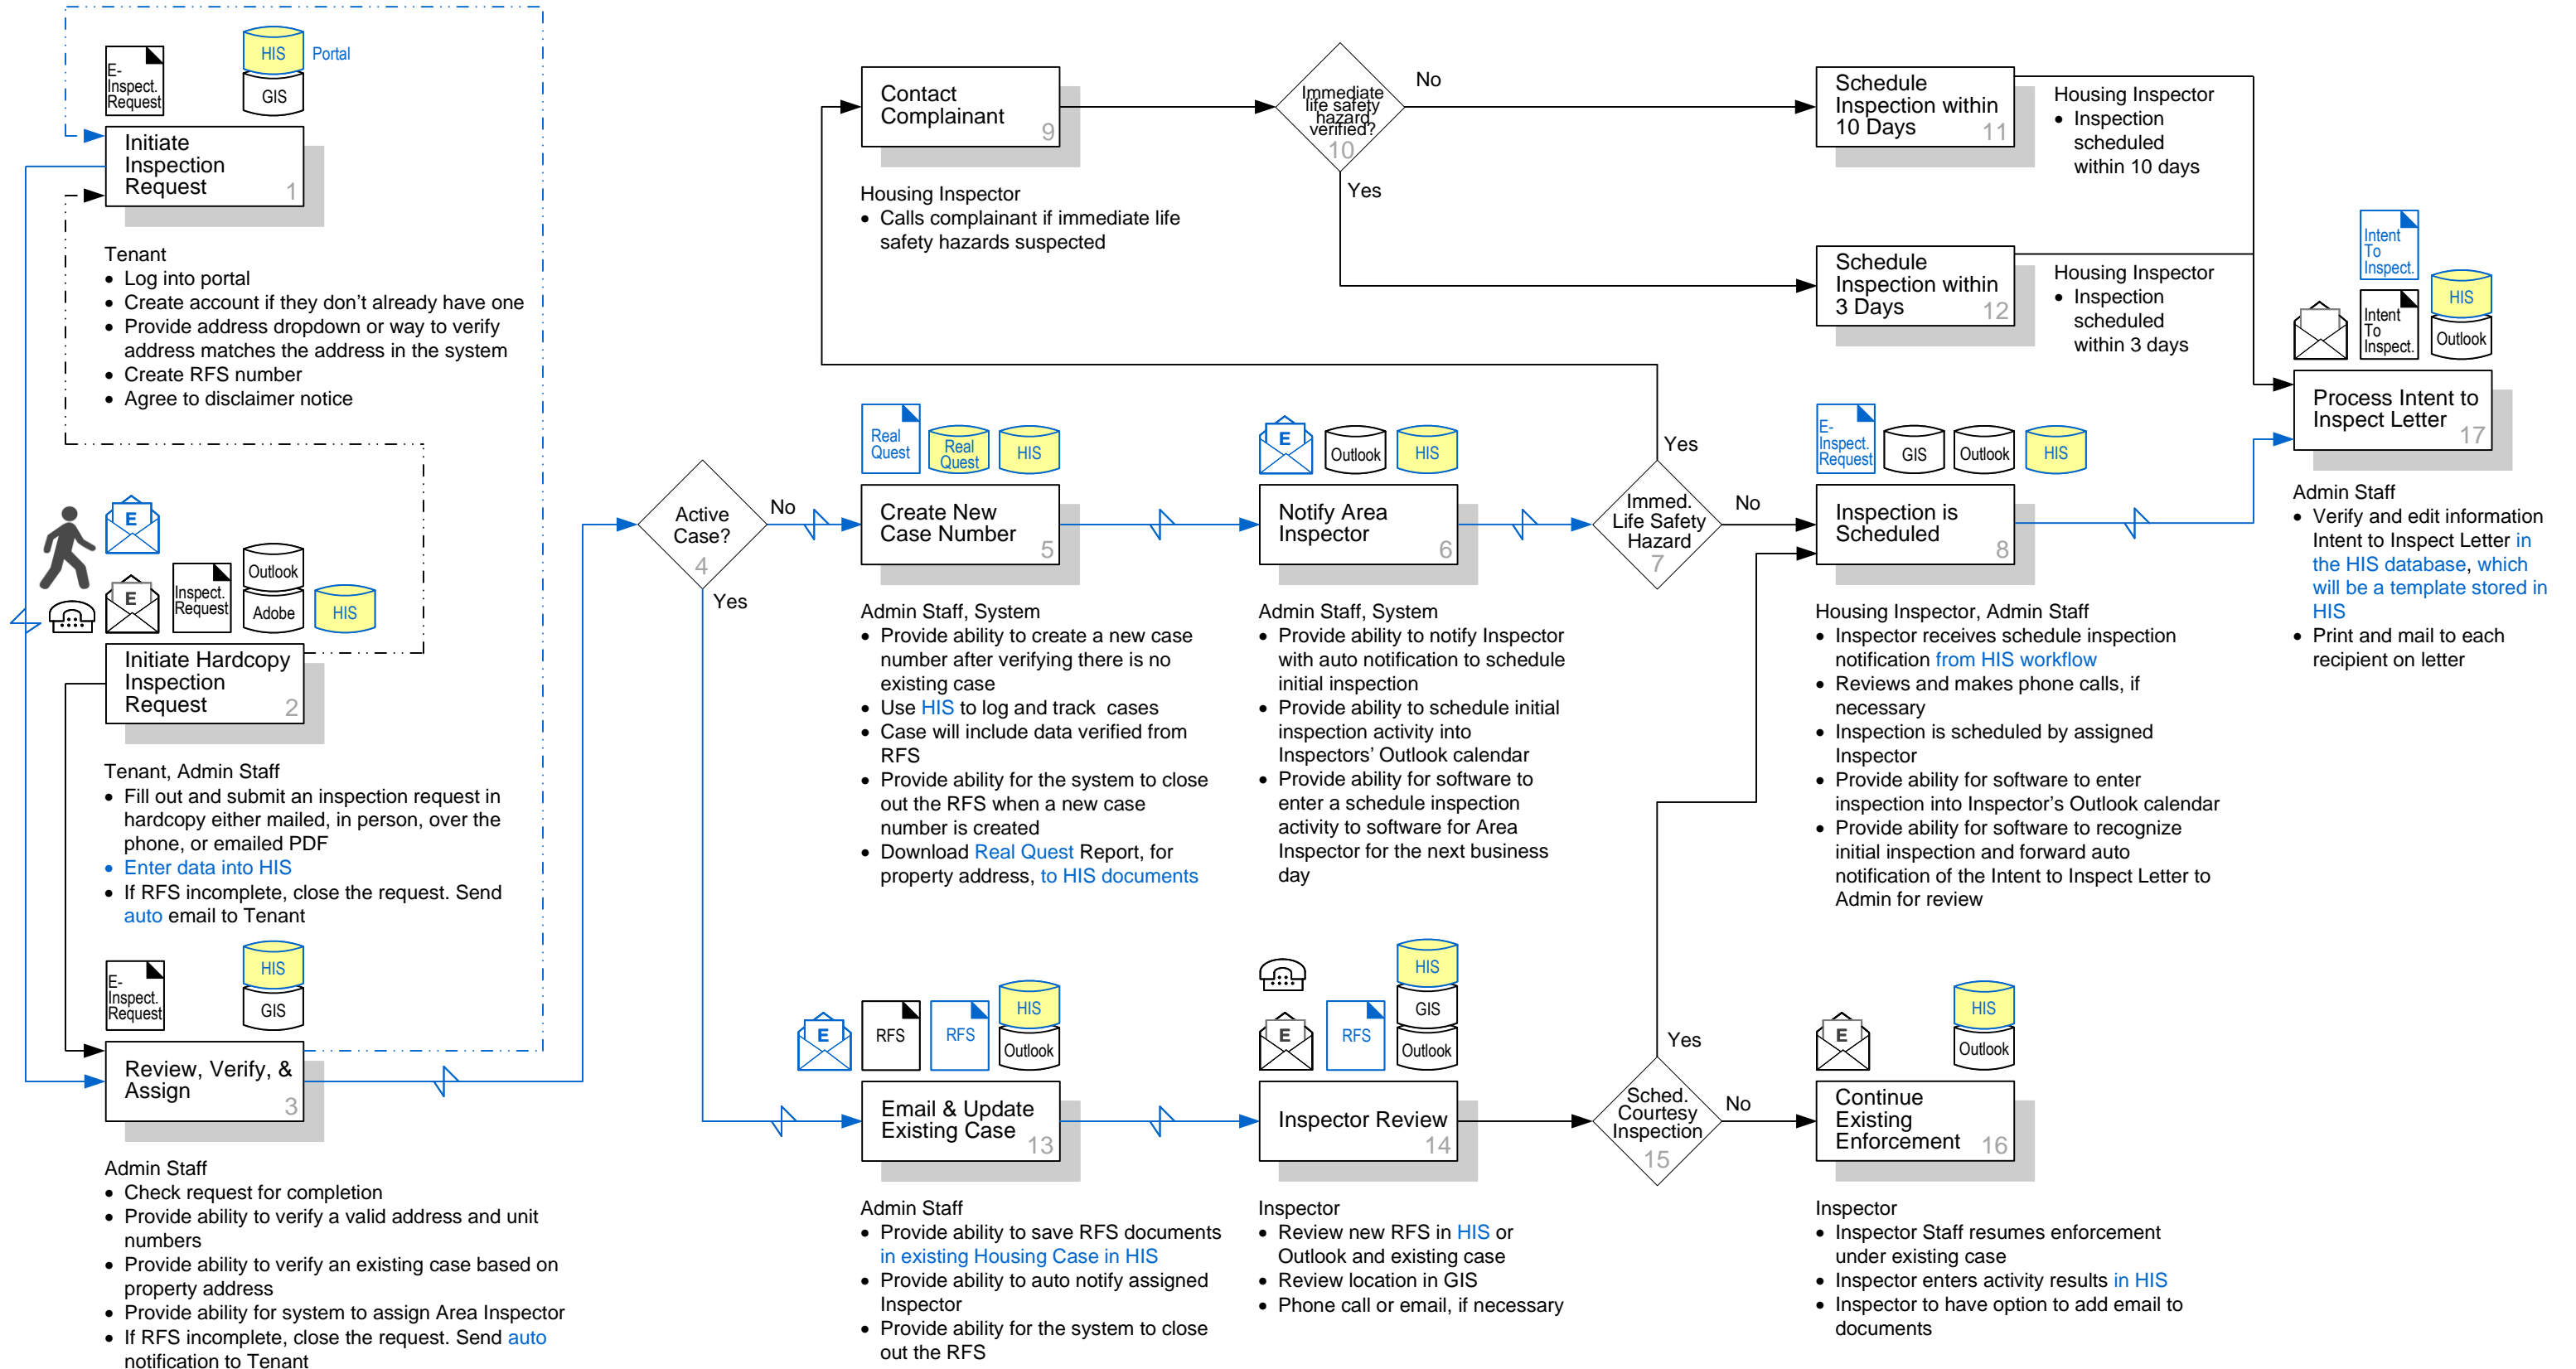 E-
Inspect.
Request
HIS
Portal
GIS
Initiate
Inspection
Request
1
Tenant
• Log into portal
• Create account if they don’t already have one
• Provide address dropdown or way to verify
address matches the address in the system
• Create RFS number
• Agree to disclaimer notice
E
E
Inspect.
Request
Outlook
Adobe
HIS
Initiate Hardcopy
Inspection
Request
2
Tenant, Admin Staff
• Fill out and submit an inspection request in
hardcopy either mailed, in person, over the
phone, or emailed PDF
• Enter data into HIS
• If RFS incomplete, close the request. Send
auto email to Tenant
E-
Inspect.
Request
HIS
GIS
Review, Verify, &
Assign
3
Admin Staff
• Check request for completion
• Provide ability to verify a valid address and unit
numbers
• Provide ability to verify an existing case based on
property address
• Provide ability for system to assign Area Inspector
• If RFS incomplete, close the request. Send auto
notification to Tenant
Active
Case?
4
No
Yes
Real
Quest
Real
Quest
HIS
Create New
Case Number
5
Admin Staff, System
• Provide ability to create a new case
number after verifying there is no
existing case
• Use HIS to log and track cases
• Case will include data verified from
RFS
• Provide ability for the system to close
out the RFS when a new case
number is created
• Download Real Quest Report, for
property address, to HIS documents
E
Outlook
HIS
Notify Area
Inspector
6
Admin Staff, System
• Provide ability to notify Inspector
with auto notification to schedule
initial inspection
• Provide ability to schedule initial
inspection activity into
Inspectors’ Outlook calendar
• Provide ability for software to
enter a schedule inspection
activity to software for Area
Inspector for the next business
day
Immed.
Life Safety
Hazard
7
Yes
No
E-
Inspect.
Request
GIS
Outlook
HIS
Inspection is
Scheduled
8
Housing Inspector, Admin Staff
• Inspector receives schedule inspection
notification from HIS workflow
• Reviews and makes phone calls, if
necessary
• Inspection is scheduled by assigned
Inspector
• Provide ability for software to enter
inspection into Inspector’s Outlook calendar
• Provide ability for software to recognize
initial inspection and forward auto
notification of the Intent to Inspect Letter to
Admin for review
Contact
Complainant
9
Housing Inspector
• Calls complainant if immediate life
safety hazards suspected
Immediate
life safety
hazard
verified?
10
No
Yes
Schedule
Inspection within
10 Days
11
Housing Inspector
• Inspection
scheduled
within 10 days
Schedule
Inspection within
3 Days
12
Housing Inspector
• Inspection
scheduled
within 3 days
E
RFS
RFS
HIS
Outlook
Email & Update
Existing Case
13
Admin Staff
• Provide ability to save RFS documents
in existing Housing Case in HIS
• Provide ability to auto notify assigned
Inspector
• Provide ability for the system to close
out the RFS
E
RFS
HIS
GIS
Outlook
Inspector Review
14
Inspector
• Review new RFS in HIS or
Outlook and existing case
• Review location in GIS
• Phone call or email, if necessary
Sched.
Courtesy
Inspection
15
Yes
No
E
HIS
Outlook
Continue
Existing
Enforcement
16
Inspector
• Inspector Staff resumes enforcement
under existing case
• Inspector enters activity results in HIS
• Inspector to have option to add email to
documents
Intent
To
Inspect.
Intent
To
Inspect.
HIS
Outlook
Process Intent to
Inspect Letter
17
Admin Staff
• Verify and edit information
Intent to Inspect Letter in
the HIS database, which
will be a template stored in
HIS
• Print and mail to each
recipient on letter